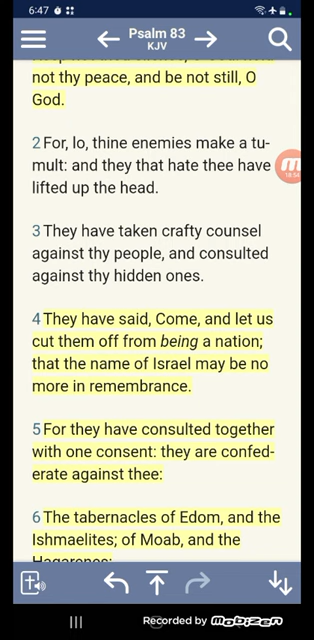 6:47
Psalm 83
KJV
not thy peace, and be not still, O
God.
2 For, lo, thine enemies make a tu-
mult: and they that hate thee have
lifted up the head.
3 They have taken crafty counsel
against thy people, and consulted
against thy hidden ones.
4 They have said, Come, and let us
cut them off from being a nation;
that the name of Israel may be no
more in remembrance.
5 For they have consulted together
with one consent: they are confed-
erate against thee:
6 The tabernacles of Edom, and the
Ishmaelites; of Moab, and the
Hagarenes;
Recorded by Mobizen